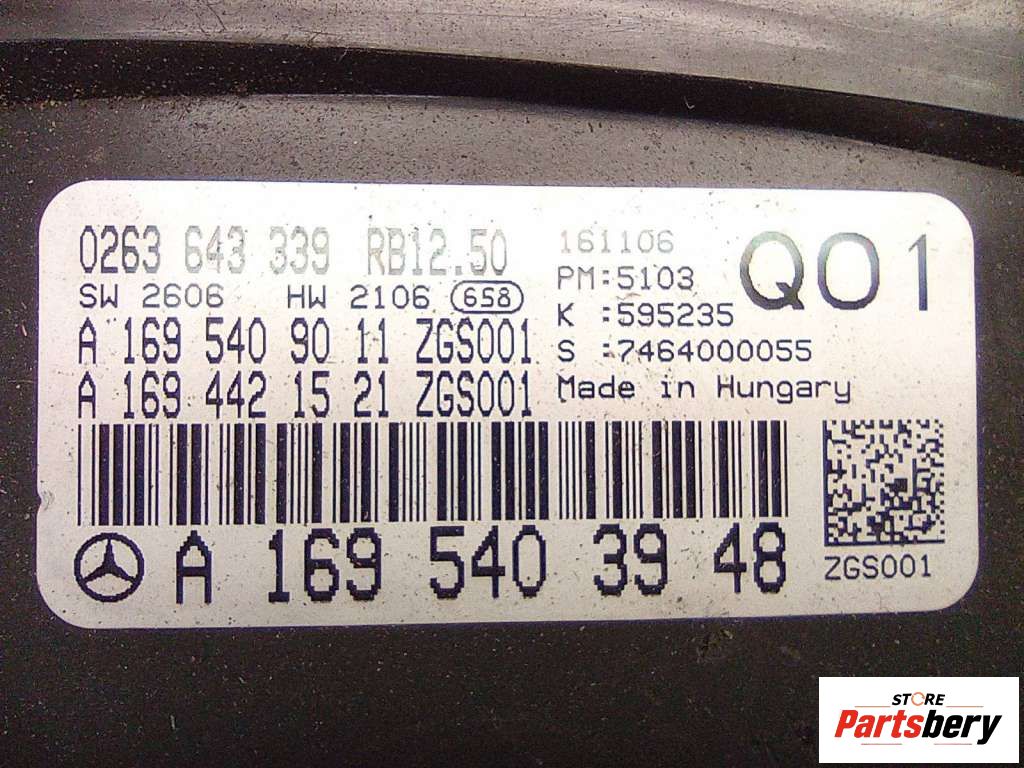 0263 643 339 RB12.50
SW 2606 HW 2106 658
A 169 540 90 11 ZGS001
A 169 442 15 21 ZGS001
161106
PM:5103
K :595235
S :7464000055
Made in Hungary
Q01
A 169 540 39 48
ZGS001
STORE
Partsbery